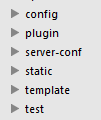 config
plugin
server-conf
static
template
test